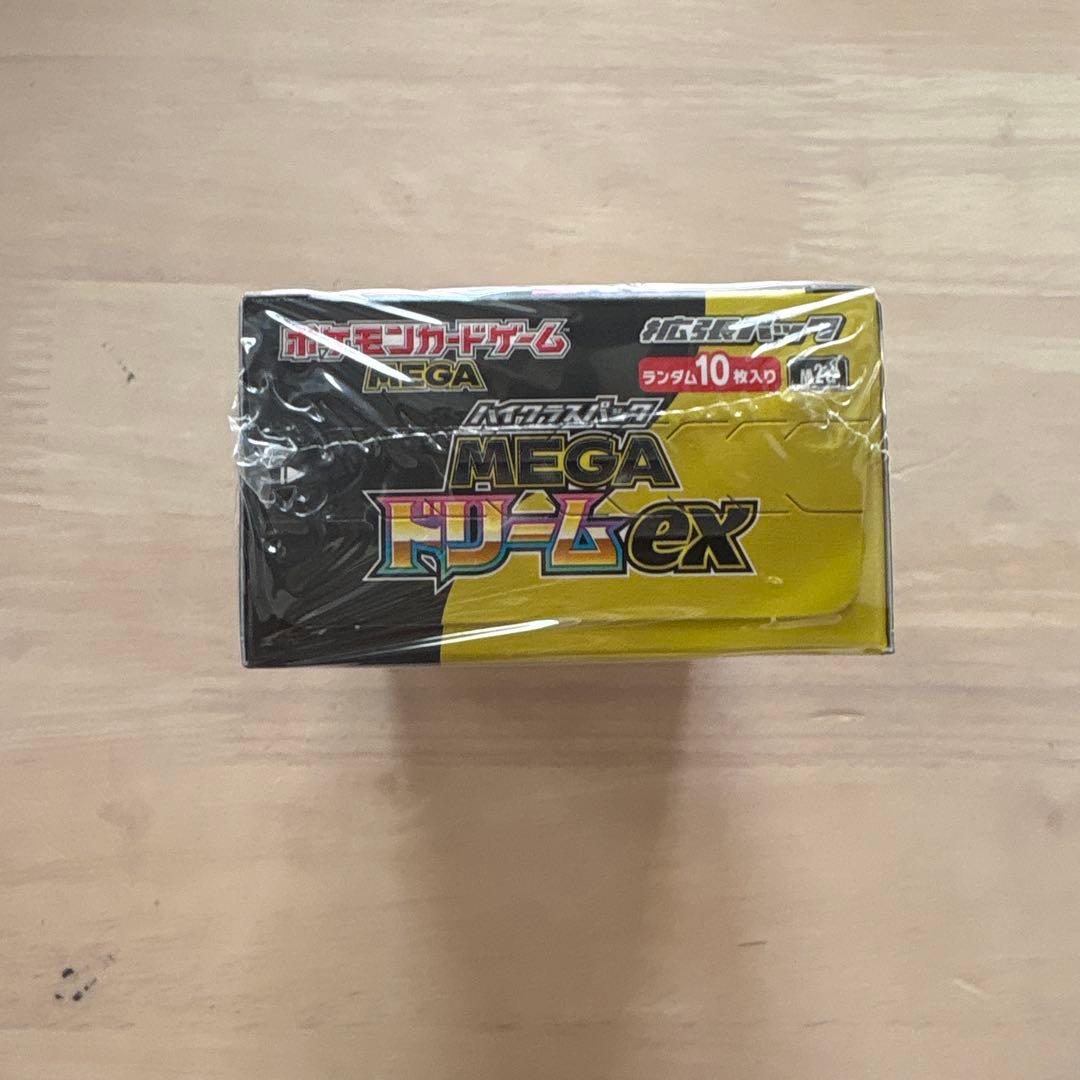 ポケモンカードゲーム
MEGA
拡張パック
ランダム10枚入り
ハイクラスパック
MEGA
ドリームex